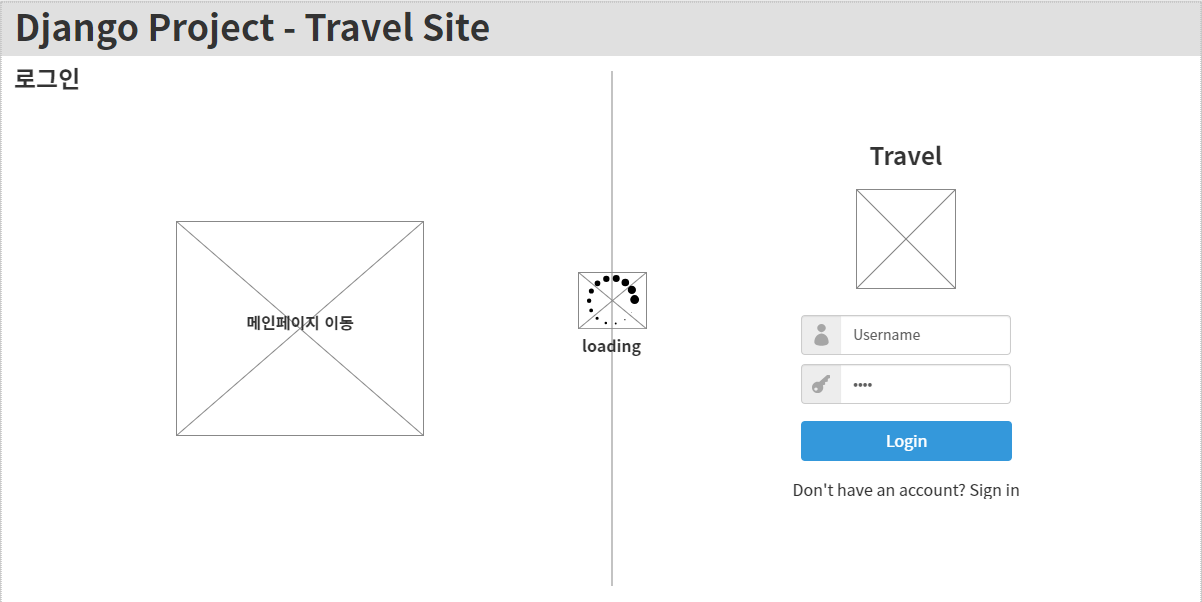 Django Project - Travel Site
로그인
메인페이지 이동
loading
Travel
Username
••••
Login
Don't have an account? Sign in